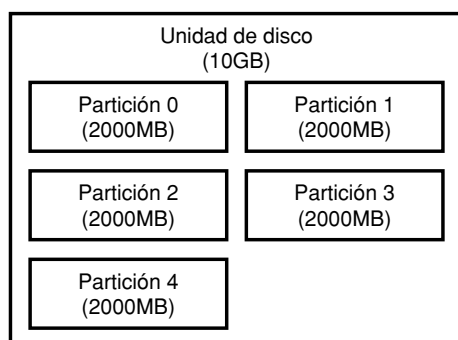 Unidad de disco
(10GB)
Partición 0
(2000MB)
Partición 1
(2000MB)
Partición 2
(2000MB)
Partición 3
(2000MB)
Partición 4
(2000MB)